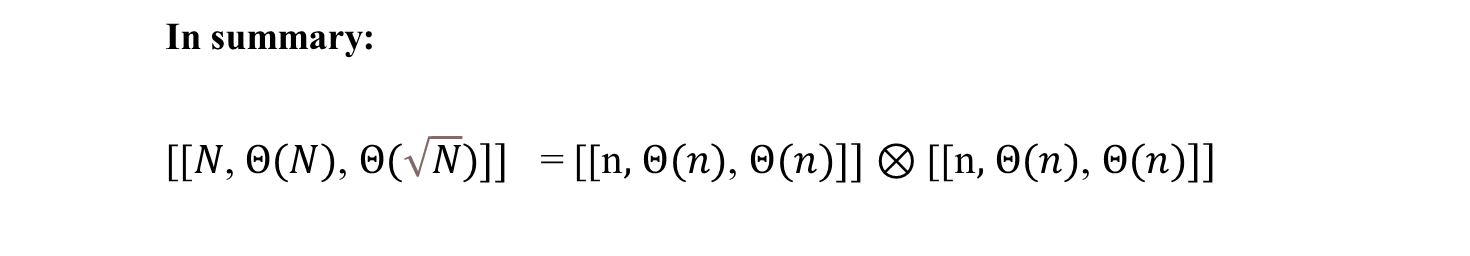 In summary:
[[N, Θ(N), Θ(√N)]] = [[n, Θ(n), Θ(n)]] ⊗ [[n, Θ(n), Θ(n)]]